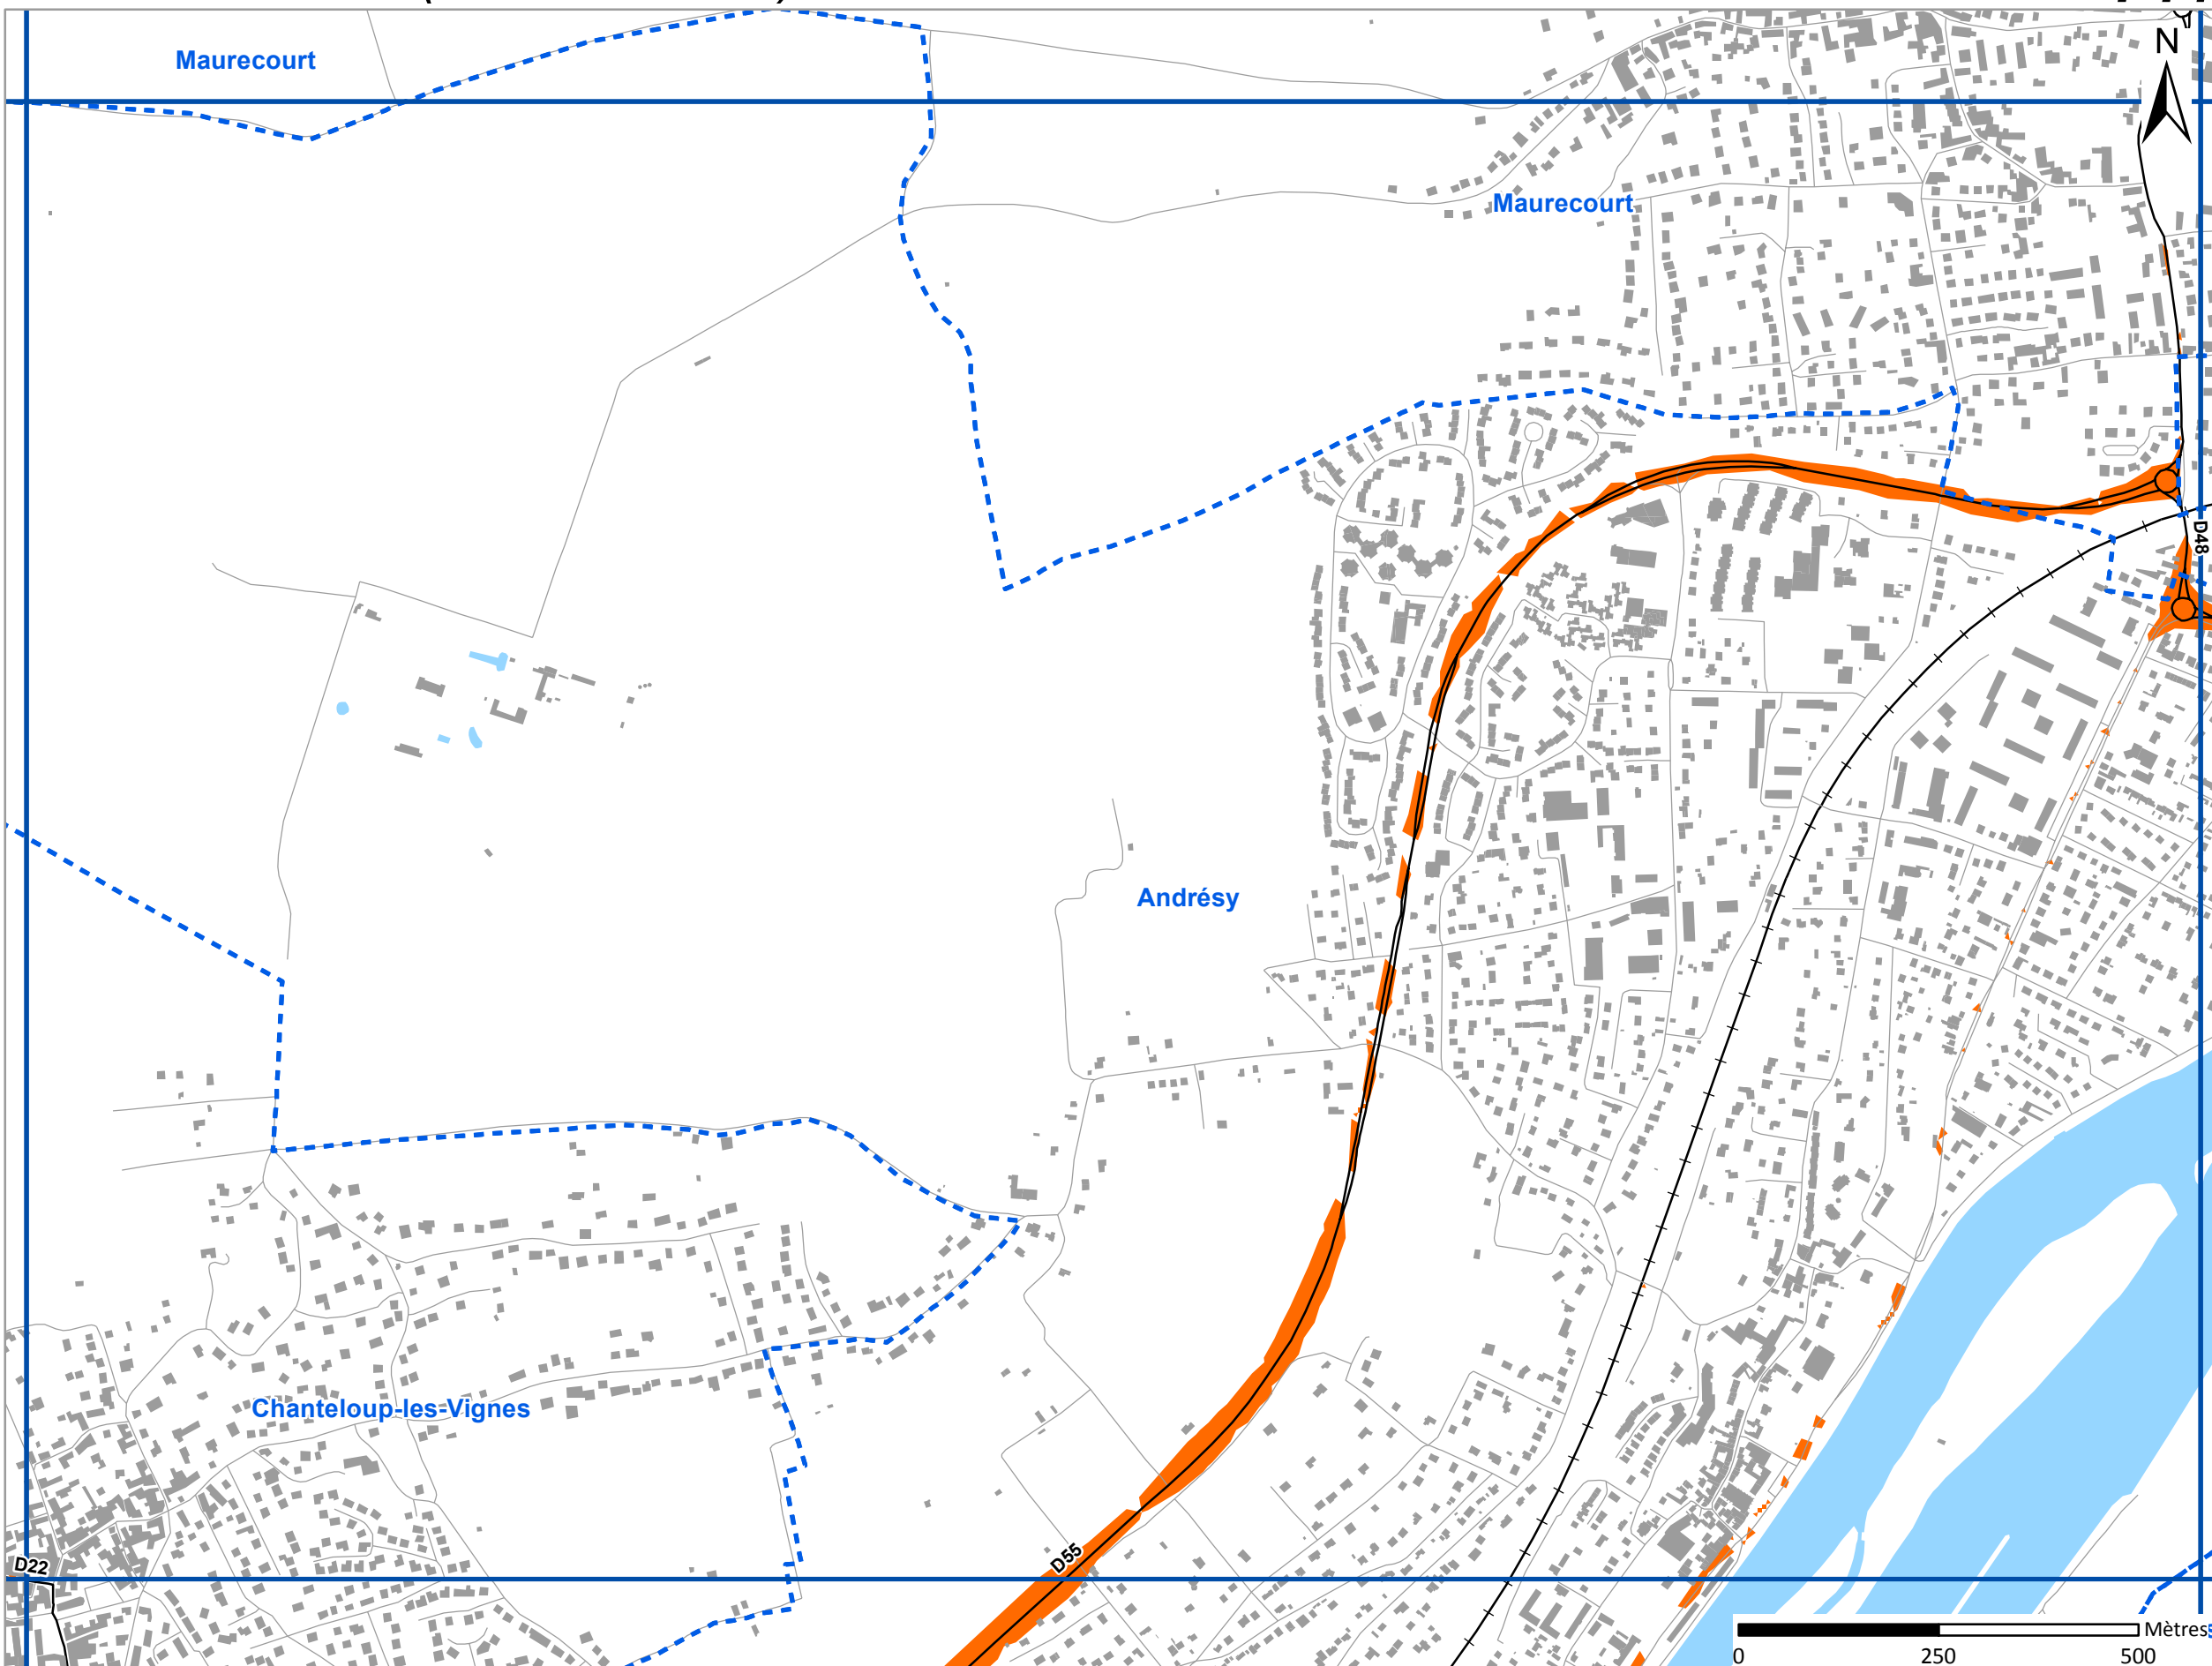 Maurecourt
N
Maurecourt
D48
Andrésy
Chanteloup-les-Vignes
D55
D22
Mètres
0 250 500